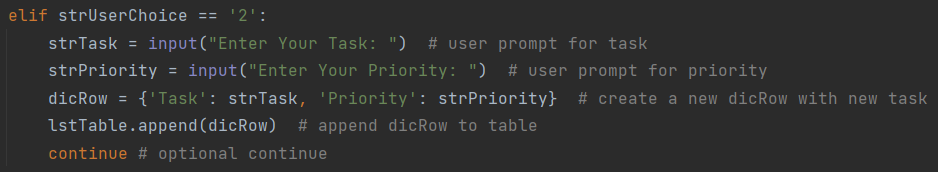 elif strUserChoice == '2':
    strTask = input("Enter Your Task: ")  # user prompt for task
    strPriority = input("Enter Your Priority: ")  # user prompt for priority
    dicRow = {'Task': strTask, 'Priority': strPriority}  # create a new dicRow with new task
    lstTable.append(dicRow)  # append dicRow to table
    continue # optional continue